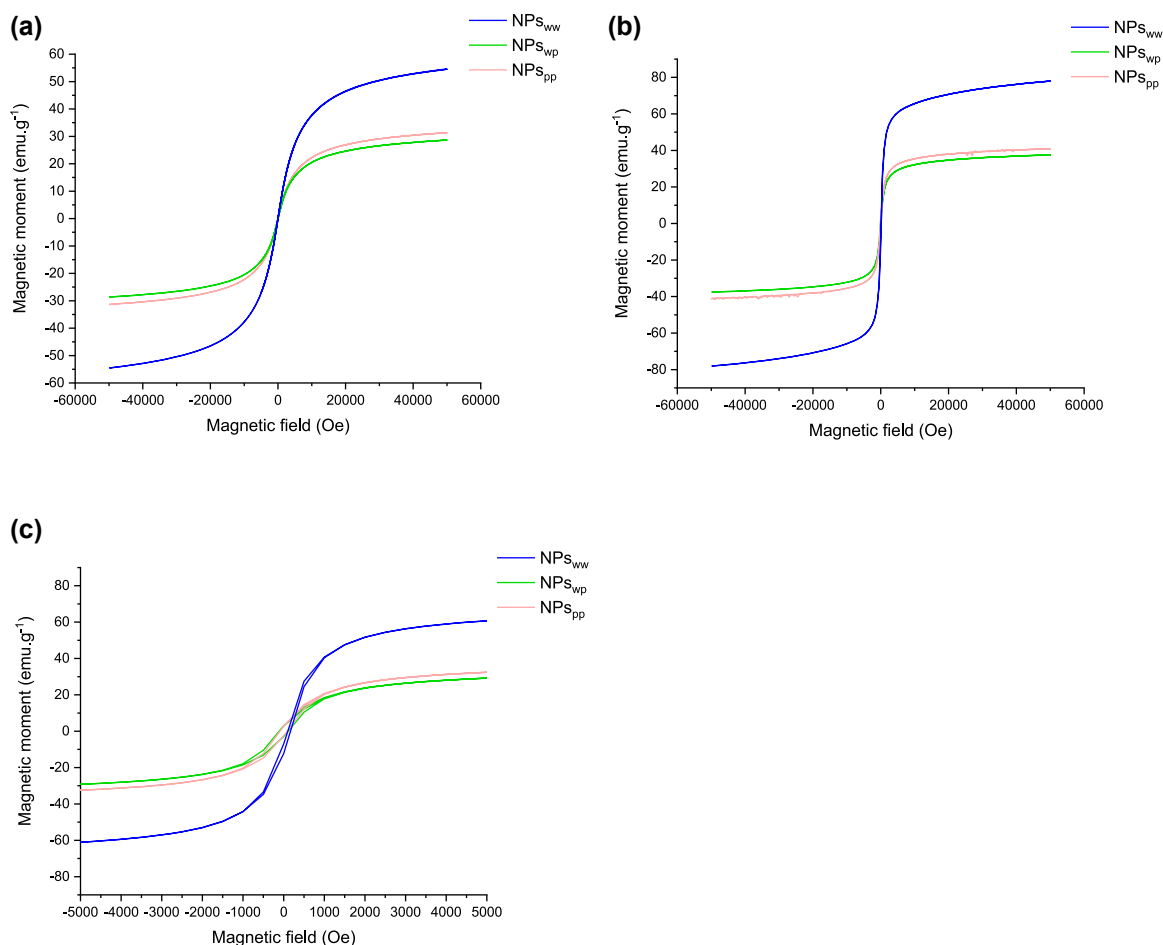 (a)
NPsww
NPswp
NPspp
60
50
40
30
20
10
0
-10
-20
-30
-40
-50
-60
Magnetic moment (emu.g-1)
-60000 -40000 -20000 0 20000 40000 60000
Magnetic field (Oe)
(b)
NPsww
NPswp
NPspp
80
60
40
20
0
-20
-40
-60
-80
Magnetic moment (emu.g-1)
-60000 -40000 -20000 0 20000 40000 60000
Magnetic field (Oe)
(c)
NPsww
NPswp
NPspp
80
60
40
20
0
-20
-40
-60
-80
Magnetic moment (emu.g-1)
-5000 -4000 -3000 -2000 -1000 0 1000 2000 3000 4000 5000
Magnetic field (Oe)